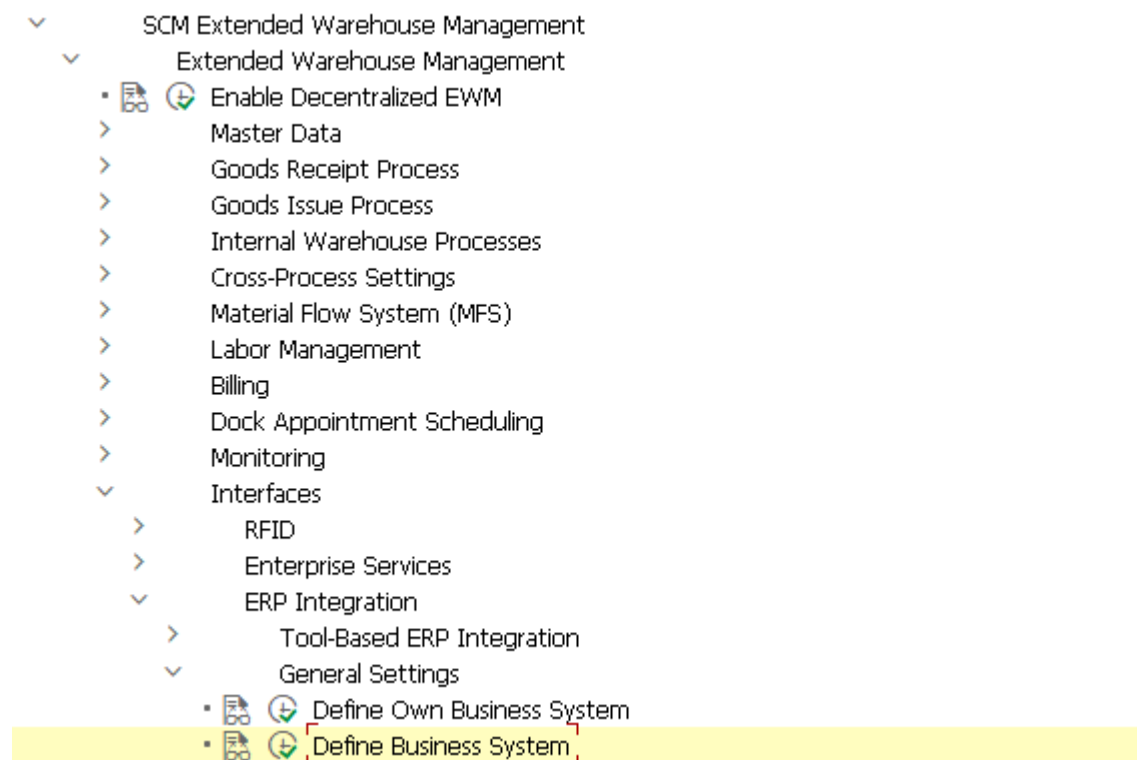 SCM Extended Warehouse Management
Extended Warehouse Management
Enable Decentralized EWM
Master Data
Goods Receipt Process
Goods Issue Process
Internal Warehouse Processes
Cross-Process Settings
Material Flow System (MFS)
Labor Management
Billing
Dock Appointment Scheduling
Monitoring
Interfaces
RFID
Enterprise Services
ERP Integration
Tool-Based ERP Integration
General Settings
Define Own Business System
Define Business System